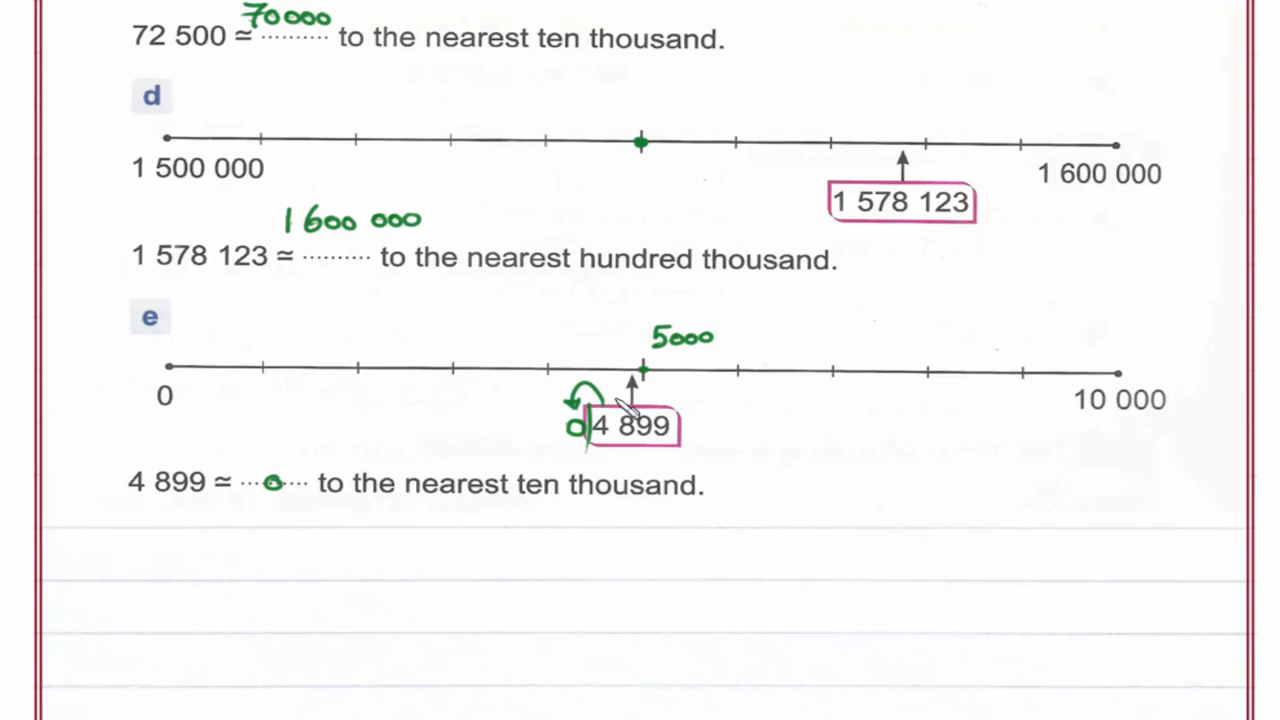 70000
72 500 ≃ .......... to the nearest ten thousand.
d
1 500 000
1 600 000
1 578 123
1 600 000
1 578 123 ≃ .......... to the nearest hundred thousand.
e
5000
0
10 000
0 4 899
4 899 ≃ ...0... to the nearest ten thousand.